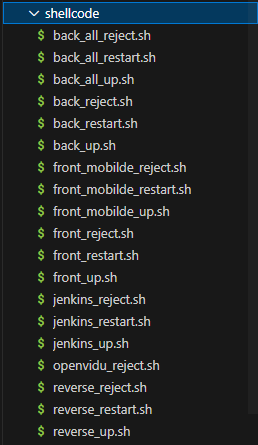 shellcode
$ back_all_reject.sh
$ back_all_restart.sh
$ back_all_up.sh
$ back_reject.sh
$ back_restart.sh
$ back_up.sh
$ front_mobilde_reject.sh
$ front_mobilde_restart.sh
$ front_mobilde_up.sh
$ front_reject.sh
$ front_restart.sh
$ front_up.sh
$ jenkins_reject.sh
$ jenkins_restart.sh
$ jenkins_up.sh
$ openvidu_reject.sh
$ reverse_reject.sh
$ reverse_restart.sh
$ reverse_up.sh